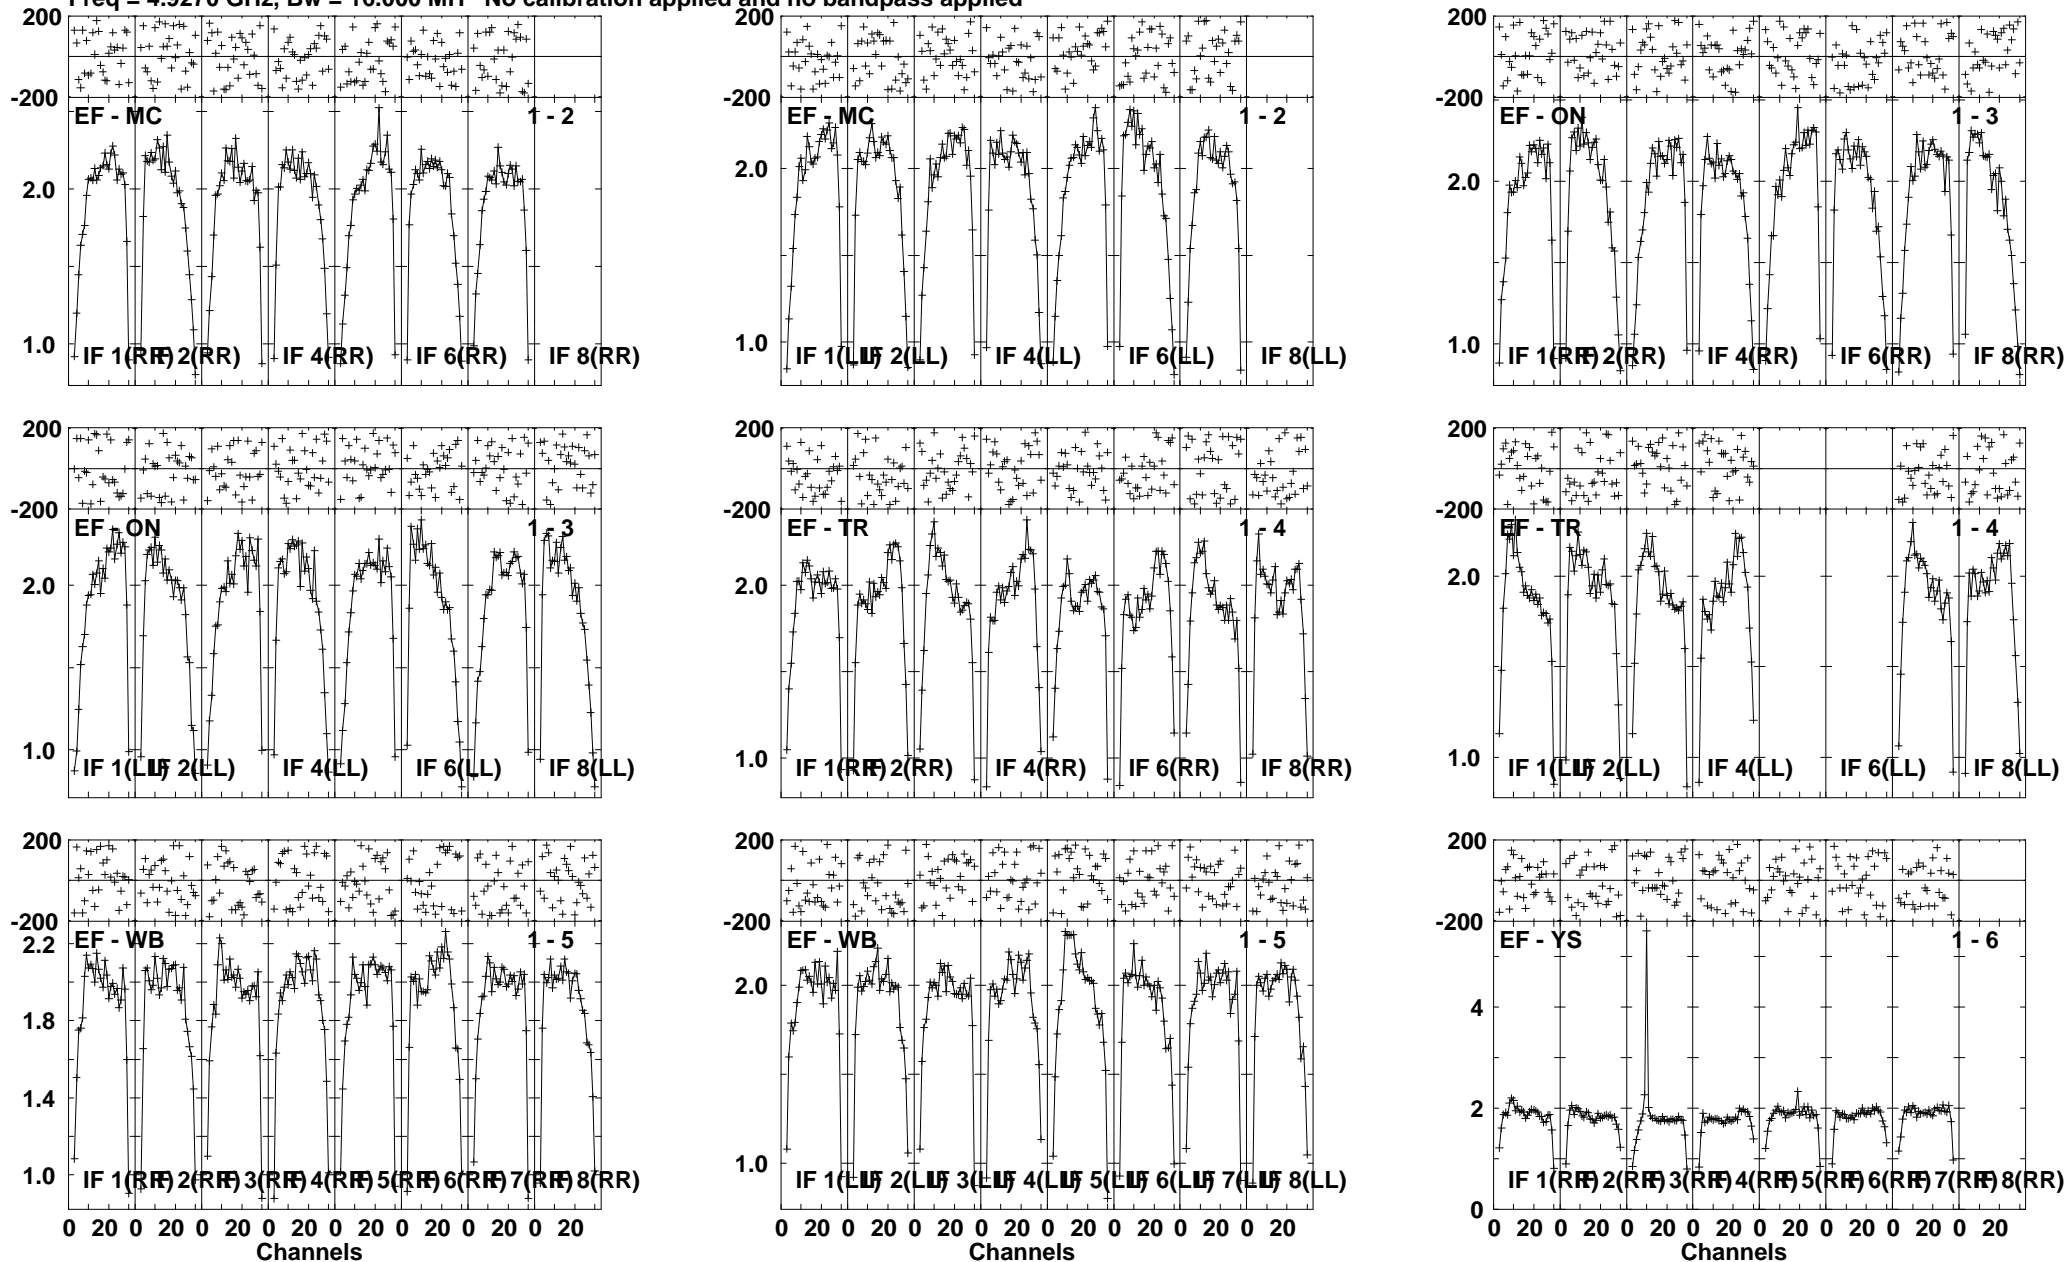 No calibration applied and no bandpass applied
200
-200
EF - MC 1 - 2
2.0
1.0
IF 1(RR) IF 2(RR) IF 4(RR) IF 6(RR) IF 8(RR)
200
-200
EF - MC 1 - 2
2.0
1.0
IF 1(LL) IF 2(LL) IF 4(LL) IF 6(LL) IF 8(LL)
200
-200
EF - ON 1 - 3
2.0
1.0
IF 1(RR) IF 2(RR) IF 4(RR) IF 6(RR) IF 8(RR)
200
-200
EF - ON 1 - 3
2.0
1.0
IF 1(LL) IF 2(LL) IF 4(LL) IF 6(LL) IF 8(LL)
200
-200
EF - TR 1 - 4
2.0
1.0
IF 1(RR) IF 2(RR) IF 4(RR) IF 6(RR) IF 8(RR)
200
-200
EF - TR 1 - 4
2.0
1.0
IF 1(LL) IF 2(LL) IF 4(LL) IF 6(LL) IF 8(LL)
200
-200
EF - WB 1 - 5
2.2
1.8
1.4
1.0
IF 1(RR) IF 2(RR) IF 3(RR) IF 4(RR) IF 5(RR) IF 6(RR) IF 7(RR) IF 8(RR)
0 20 0 20 0 20 0 20 0 20 0 20 0 20 0 20
Channels
200
-200
EF - WB 1 - 5
2.0
1.0
IF 1(LL) IF 2(LL) IF 3(LL) IF 4(LL) IF 5(LL) IF 6(LL) IF 7(LL) IF 8(LL)
0 20 0 20 0 20 0 20 0 20 0 20 0 20 0 20
Channels
200
-200
EF - YS 1 - 6
4
2
0
IF 1(RR) IF 2(RR) IF 3(RR) IF 4(RR) IF 5(RR) IF 6(RR) IF 7(RR) IF 8(RR)
0 20 0 20 0 20 0 20 0 20 0 20 0 20 0 20
Channels